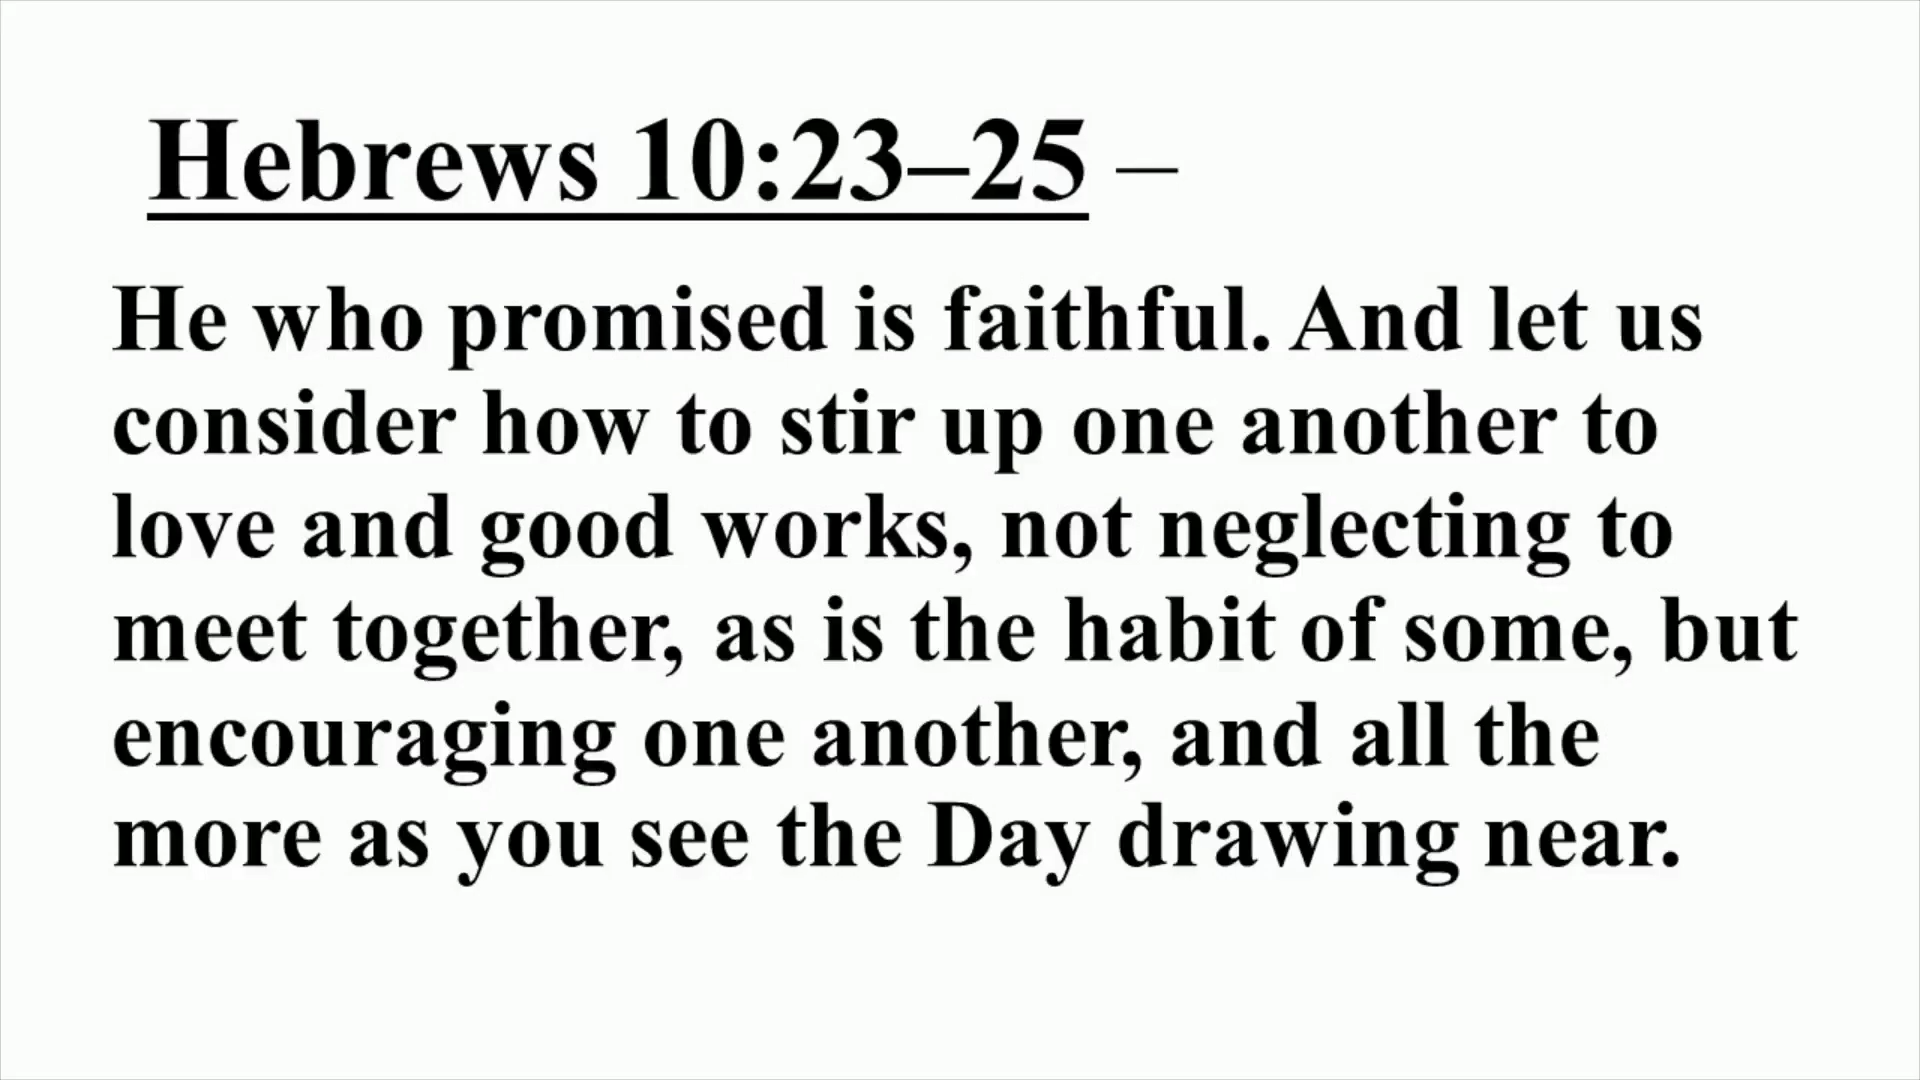 Hebrews 10:23–25 –
He who promised is faithful. And let us
consider how to stir up one another to
love and good works, not neglecting to
meet together, as is the habit of some, but
encouraging one another, and all the
more as you see the Day drawing near.